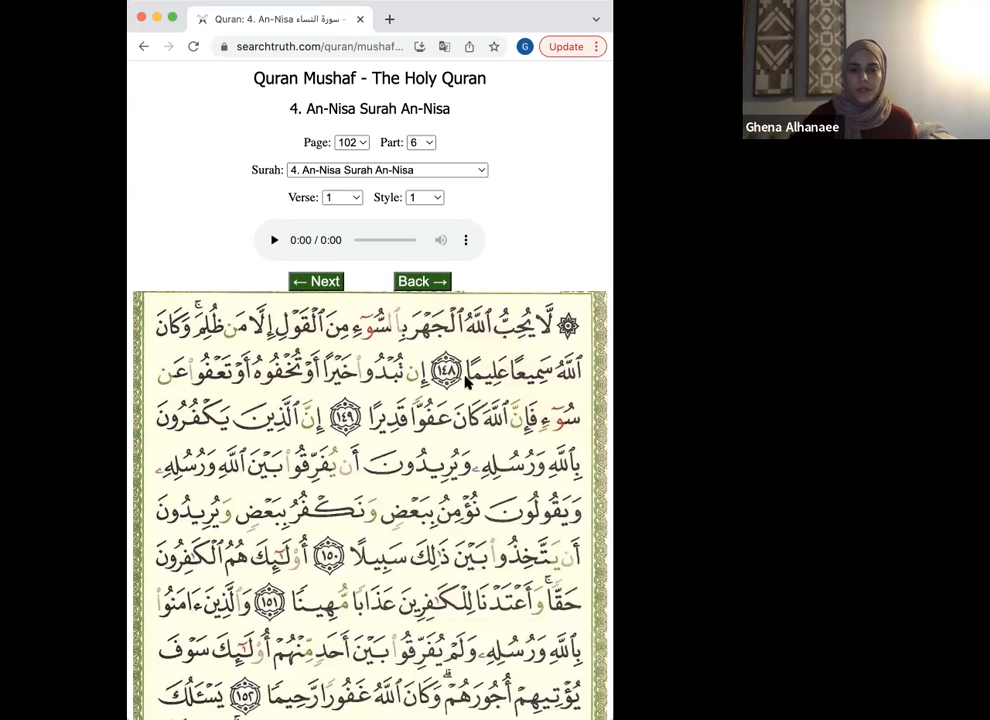 Quran: 4. An-Nisa سورة النساء -
searchtruth.com/quran/mushaf...
G
Update
Quran Mushaf - The Holy Quran
4. An-Nisa Surah An-Nisa
Page: 102 Part: 6
Surah: 4. An-Nisa Surah An-Nisa
Verse: 1 Style: 1
0:00 / 0:00
← Next Back →
۞ لَّا يُحِبُّ ٱللَّهُ ٱلْجَهْرَ بِٱلسُّوٓءِ مِنَ ٱلْقَوْلِ إِلَّا مَن ظُلِمَ ۚ وَكَانَ
ٱللَّهُ سَمِيعًا عَلِيمًا ١٤٨ إِن تُبْدُوا۟ خَيْرًا أَوْ تُخْفُوهُ أَوْ تَعْفُوا۟ عَن
سُوٓءٍ فَإِنَّ ٱللَّهَ كَانَ عَفُوًّا قَدِيرًا ١٤٩ إِنَّ ٱلَّذِينَ يَكْفُرُونَ
بِٱللَّهِ وَرُسُلِهِۦ وَيُرِيدُونَ أَن يُفَرِّقُوا۟ بَيْنَ ٱللَّهِ وَرُسُلِهِۦ
وَيَقُولُونَ نُؤْمِنُ بِبَعْضٍ وَنَكْفُرُ بِبَعْضٍ وَيُرِيدُونَ
أَن يَتَّخِذُوا۟ بَيْنَ ذَٰلِكَ سَبِيلًا ١٥٠ أُو۟لَـٰٓئِكَ هُمُ ٱلْكَـٰفِرُونَ
حَقًّا ۚ وَأَعْتَدْنَا لِلْكَـٰفِرِينَ عَذَابًا مُّهِينًا ١٥١ وَٱلَّذِينَ ءَامَنُوا۟
بِٱللَّهِ وَرُسُلِهِۦ وَلَمْ يُفَرِّقُوا۟ بَيْنَ أَحَدٍ مِّنْهُمْ أُو۟لَـٰٓئِكَ سَوْفَ
يُؤْتِيهِمْ أُجُورَهُمْ ۗ وَكَانَ ٱللَّهُ غَفُورًا رَّحِيمًا ١٥٢ يَسْـَٔلُكَ
Ghena Alhanaee